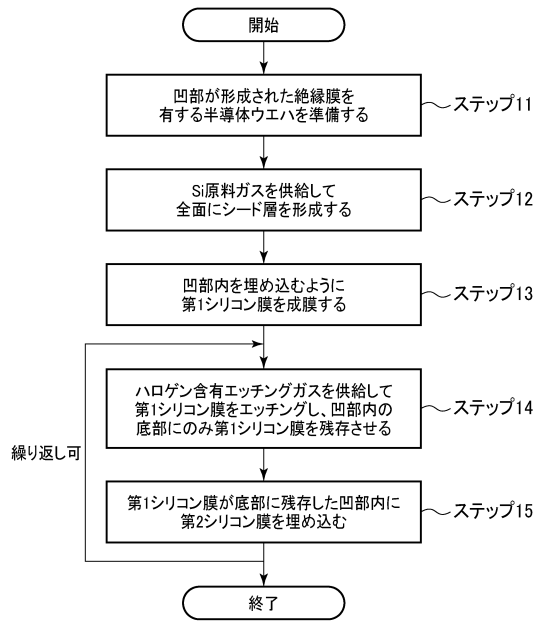 開始
凹部が形成された絶縁膜を
有する半導体ウエハを準備する
ステップ11
Si原料ガスを供給して
全面にシード層を形成する
ステップ12
凹部内を埋め込むように
第1シリコン膜を成膜する
ステップ13
ハロゲン含有エッチングガスを供給して
第1シリコン膜をエッチングし、凹部内の
底部にのみ第1シリコン膜を残存させる
ステップ14
繰り返し可
第1シリコン膜が底部に残存した凹部内に
第2シリコン膜を埋め込む
ステップ15
終了